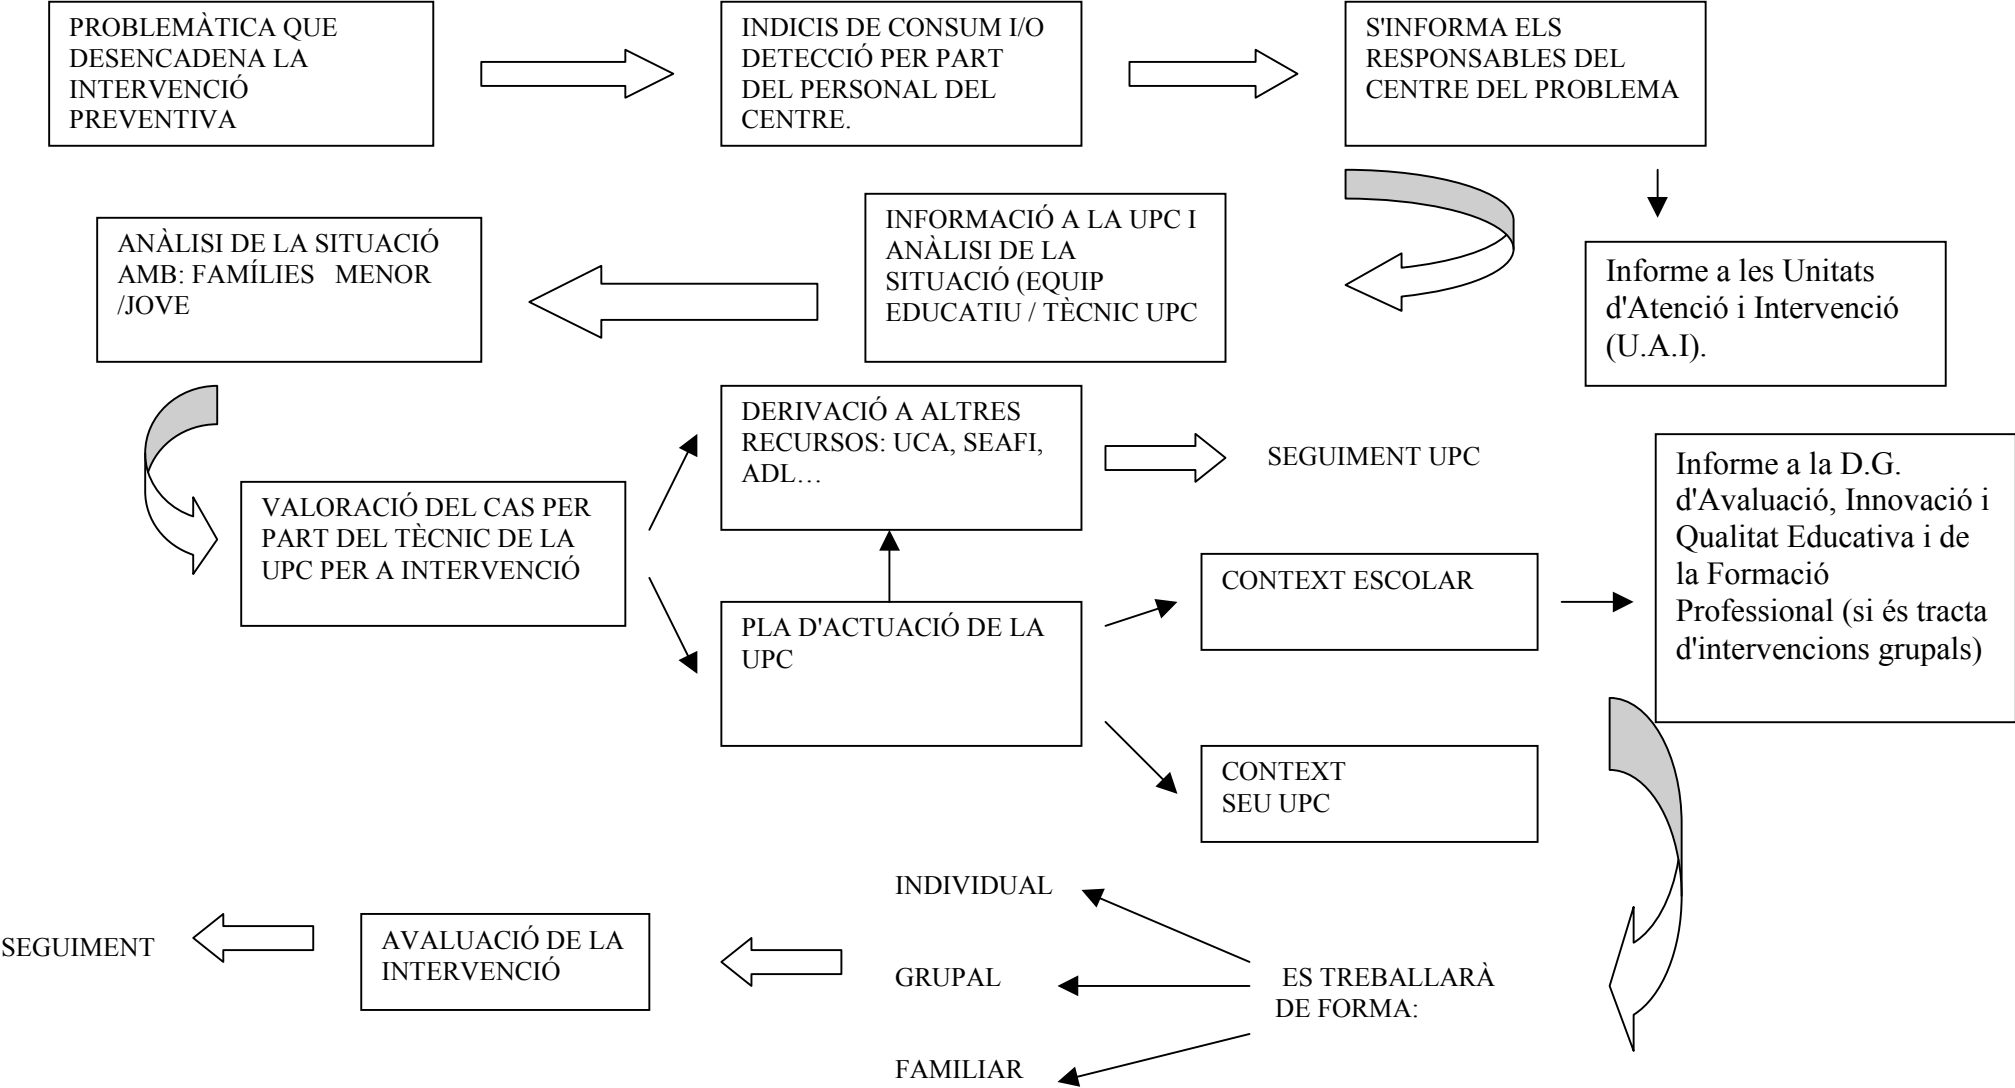 PROBLEMÀTICA QUE
DESENCADENA LA
INTERVENCIÓ
PREVENTIVA
INDICIS DE CONSUM I/O
DETECCIÓ PER PART
DEL PERSONAL DEL
CENTRE.
S'INFORMA ELS
RESPONSABLES DEL
CENTRE DEL PROBLEMA
Informe a les Unitats
d'Atenció i Intervenció
(U.A.I).
INFORMACIÓ A LA UPC I
ANÀLISI DE LA
SITUACIÓ (EQUIP
EDUCATIU / TÈCNIC UPC
ANÀLISI DE LA SITUACIÓ
AMB: FAMÍLIES MENOR
/JOVE
VALORACIÓ DEL CAS PER
PART DEL TÈCNIC DE LA
UPC PER A INTERVENCIÓ
DERIVACIÓ A ALTRES
RECURSOS: UCA, SEAFI,
ADL…
SEGUIMENT UPC
PLA D'ACTUACIÓ DE LA
UPC
CONTEXT ESCOLAR
Informe a la D.G.
d'Avaluació, Innovació i
Qualitat Educativa i de
la Formació
Professional (si és tracta
d'intervencions grupals)
CONTEXT
SEU UPC
ES TREBALLARÀ
DE FORMA:
INDIVIDUAL
GRUPAL
FAMILIAR
AVALUACIÓ DE LA
INTERVENCIÓ
SEGUIMENT